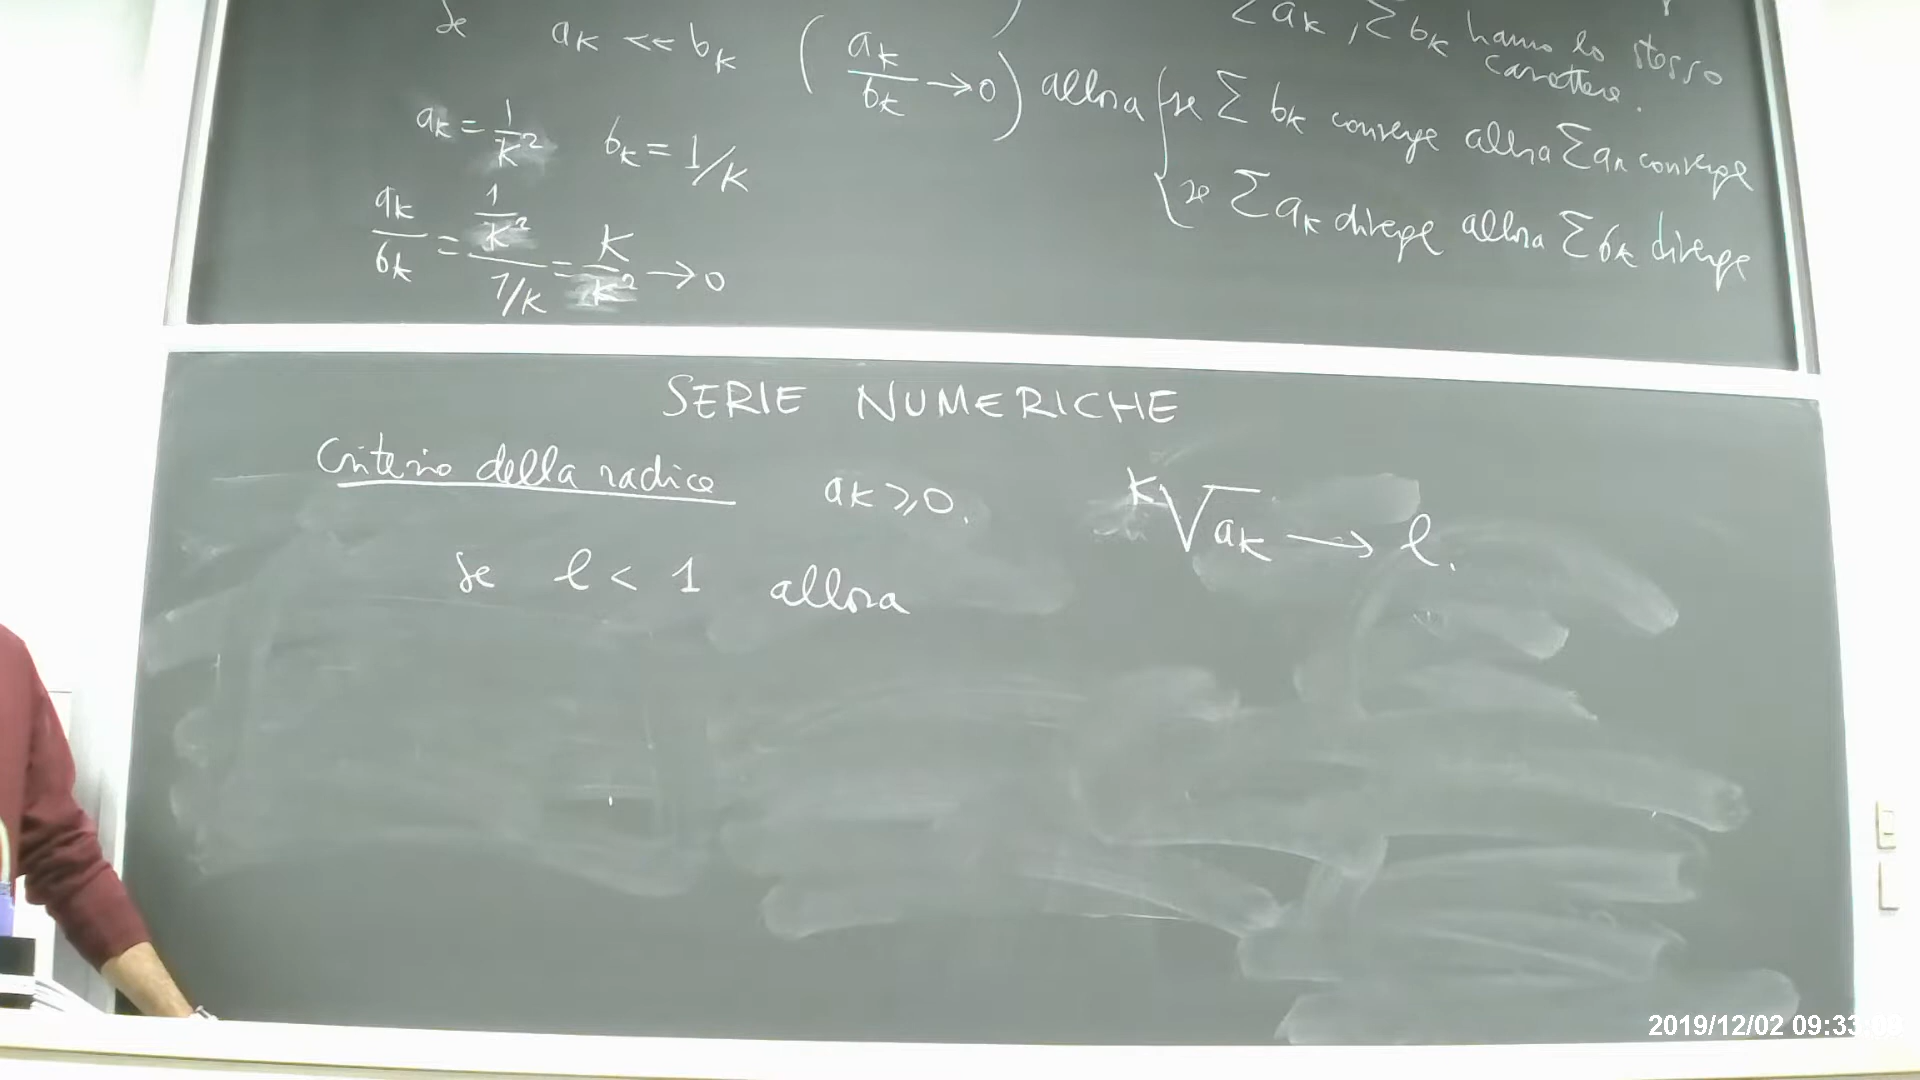 Σ ak, Σ bk hanno lo stesso
carattere.
se ak << bk (ak/bk → 0) allora { se Σ bk converge allora Σ ak converge
se Σ ak diverge allora Σ bk diverge
ak = 1/k² bk = 1/k
ak/bk = (1/k²)/(1/k) = k/k² → 0
SERIE NUMERICHE
Criterio della radice ak ≥ 0. ᵏ√ak → l.
se l < 1 allora
2019/12/02 09:33